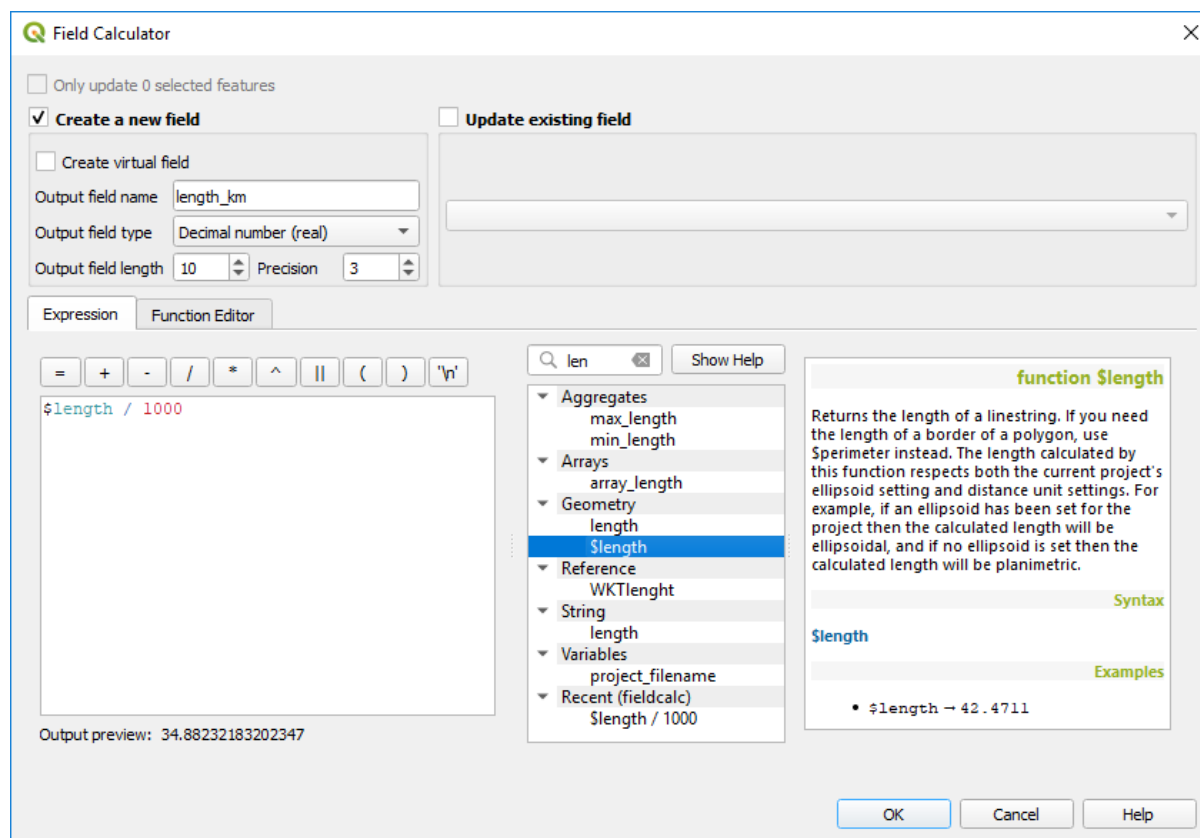 Field Calculator
Only update 0 selected features
Create a new field
Update existing field
Create virtual field
Output field name length_km
Output field type Decimal number (real)
Output field length 10 Precision 3
Expression Function Editor
= + - / * ^ || ( ) '\n'
len Show Help
$length / 1000
Aggregates
max_length
min_length
Arrays
array_length
Geometry
length
$length
Reference
WKTlenght
String
length
Variables
project_filename
Recent (fieldcalc)
$length / 1000
function $length
Returns the length of a linestring. If you need
the length of a border of a polygon, use
$perimeter instead. The length calculated by
this function respects both the current project's
ellipsoid setting and distance unit settings. For
example, if an ellipsoid has been set for the
project then the calculated length will be
ellipsoidal, and if no ellipsoid is set then the
calculated length will be planimetric.
Syntax
$length
Examples
• $length → 42.4711
Output preview: 34.88232183202347
OK Cancel Help